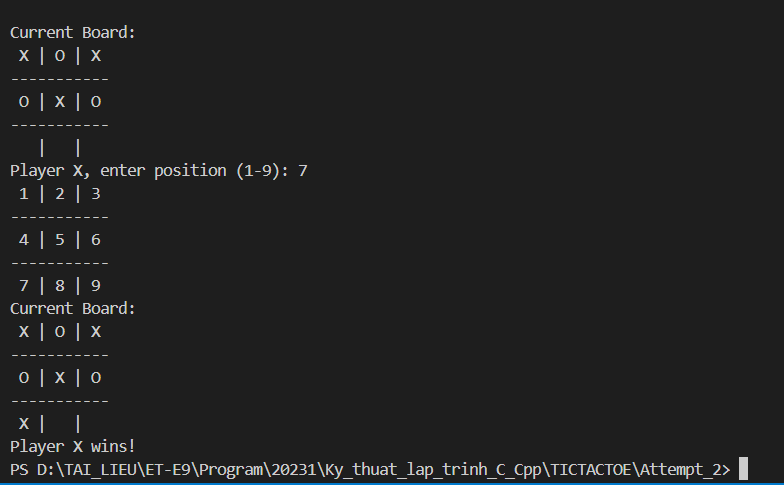 Current Board:
 X | O | X
-----------
 O | X | O
-----------
   |   |
Player X, enter position (1-9): 7
 1 | 2 | 3
-----------
 4 | 5 | 6
-----------
 7 | 8 | 9
Current Board:
 X | O | X
-----------
 O | X | O
-----------
 X |   |
Player X wins!
PS D:\TAI_LIEU\ET-E9\Program\20231\Ky_thuat_lap_trinh_C_Cpp\TICTACTOE\Attempt_2>